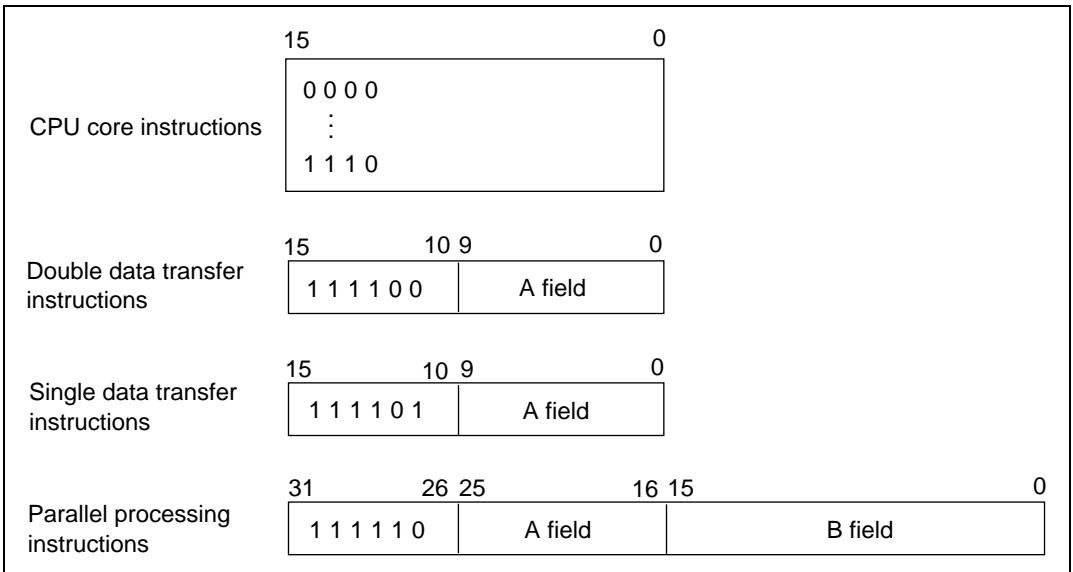 15 0
0 0 0 0
CPU core instructions
⋮
1 1 1 0
15 10 9 0
Double data transfer
instructions
1 1 1 1 0 0 A field
15 10 9 0
Single data transfer
instructions
1 1 1 1 0 1 A field
31 26 25 16 15 0
Parallel processing
instructions
1 1 1 1 1 0 A field B field